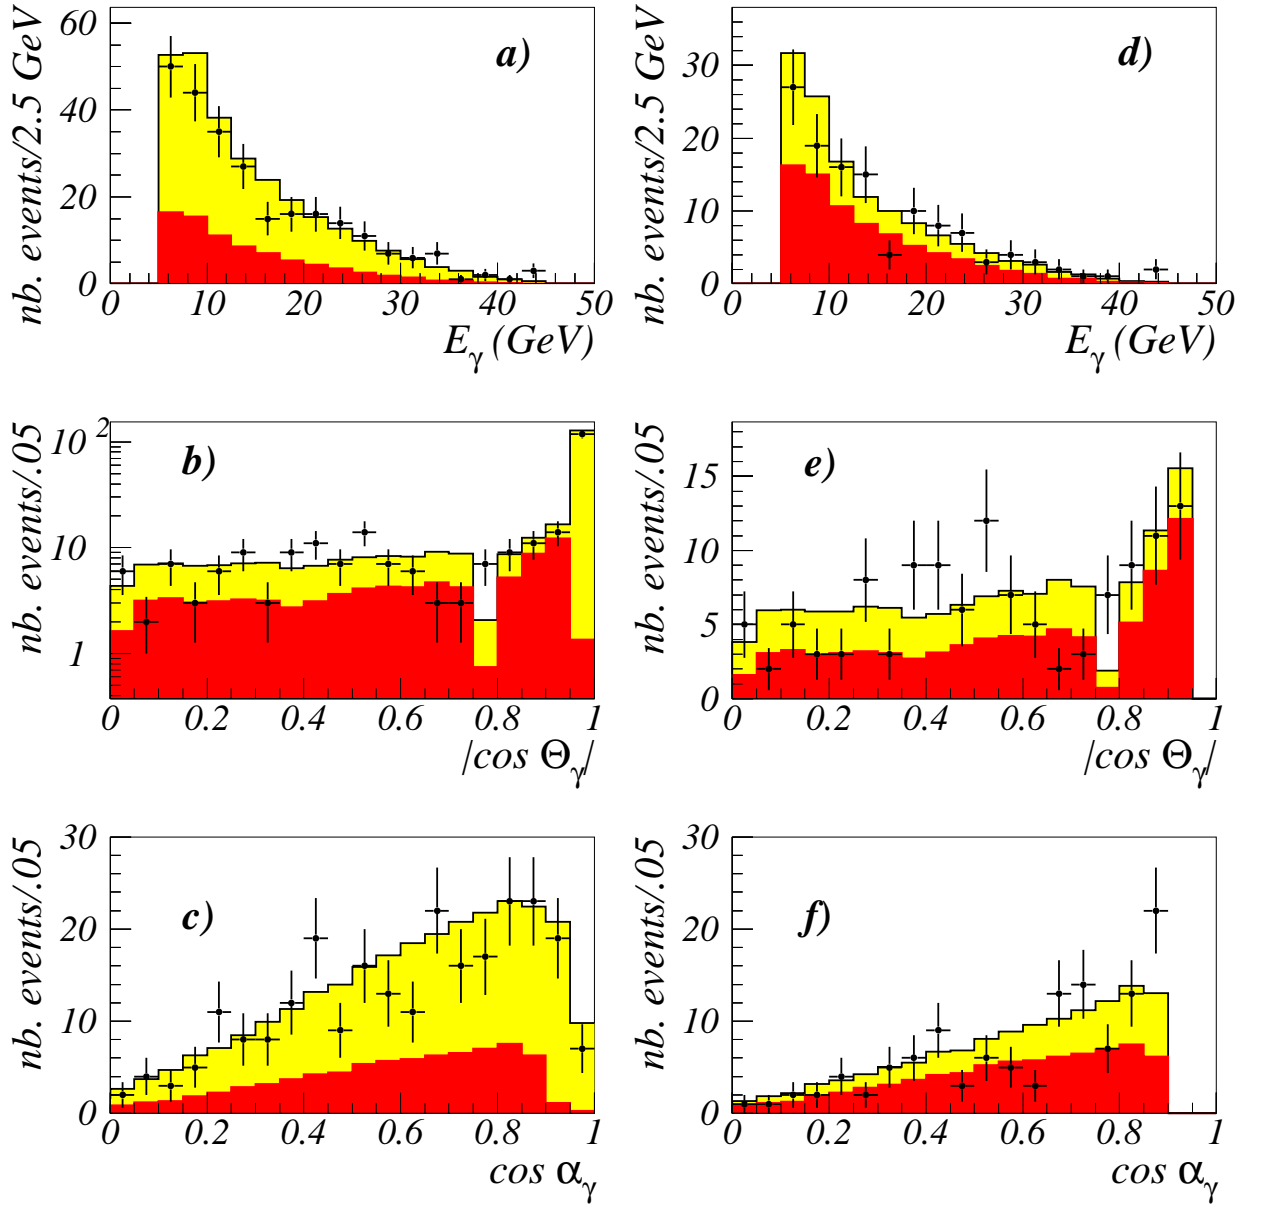 nb. events/2.5 GeV
60
40
20
0
a)
0 10 20 30 40 50
E_γ (GeV)
nb. events/2.5 GeV
30
20
10
0
d)
0 10 20 30 40 50
E_γ (GeV)
nb. events/.05
10^2
10
1
b)
0 0.2 0.4 0.6 0.8 1
|cos Θ_γ|
nb. events/.05
15
10
5
0
e)
0 0.2 0.4 0.6 0.8 1
|cos Θ_γ|
nb. events/.05
30
20
10
0
c)
0 0.2 0.4 0.6 0.8 1
cos α_γ
nb. events/.05
30
20
10
0
f)
0 0.2 0.4 0.6 0.8 1
cos α_γ